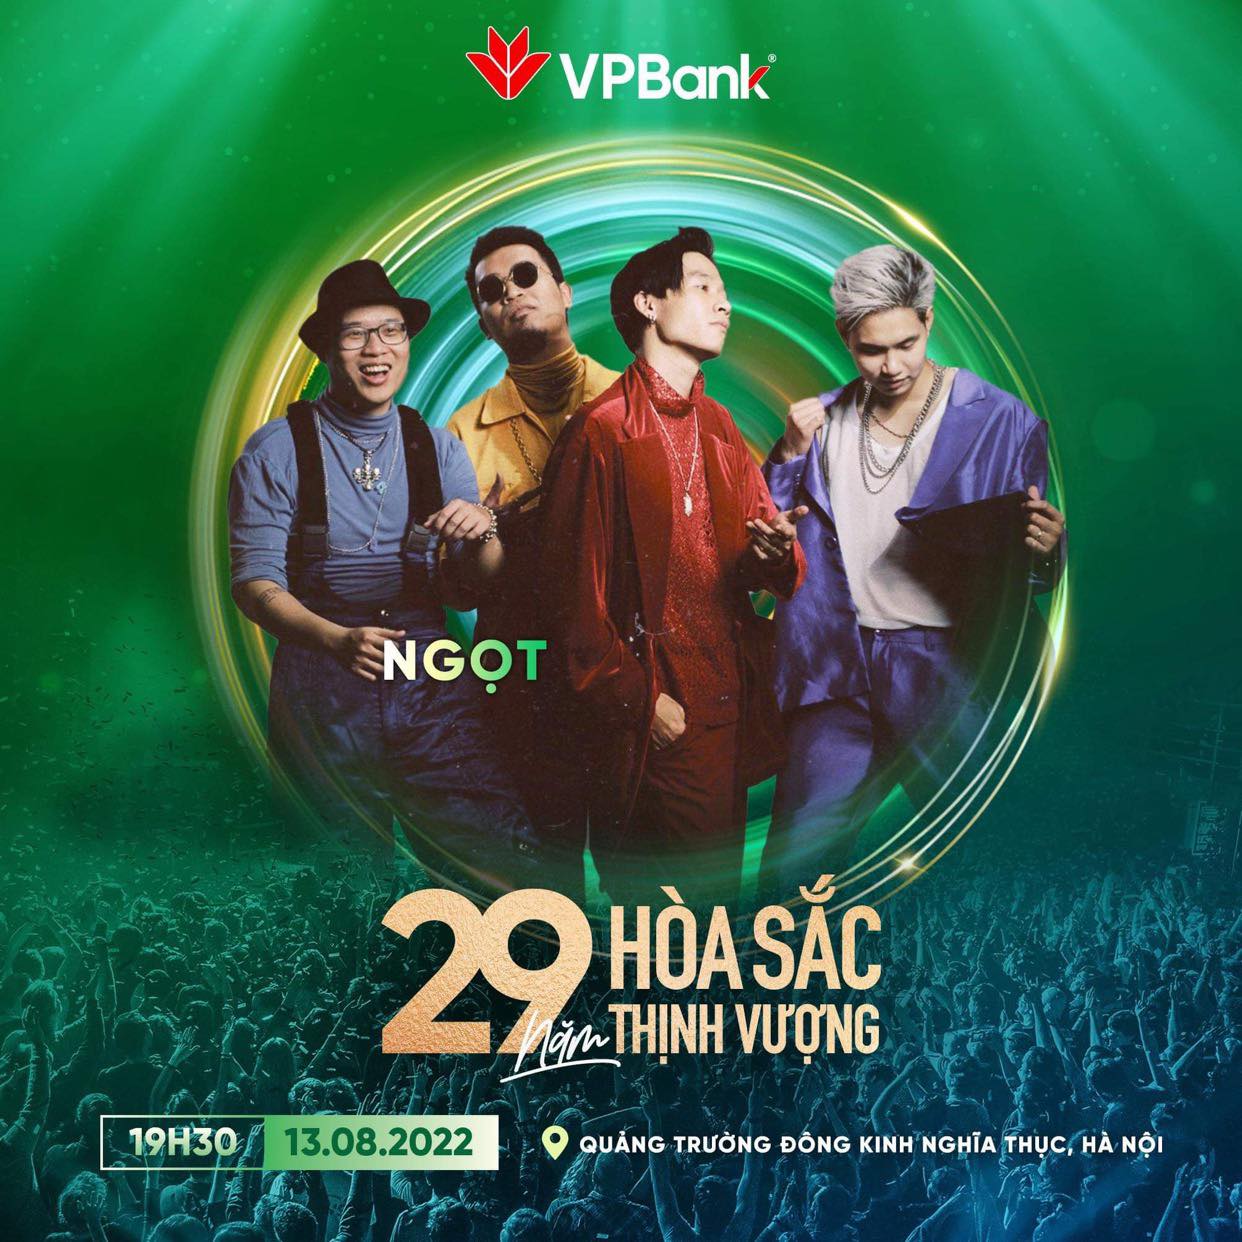 VPBank®
NGỌT
29 năm
HÒA SẮC
THỊNH VƯỢNG
19H30 13.08.2022
QUẢNG TRƯỜNG ĐÔNG KINH NGHĨA THỤC, HÀ NỘI